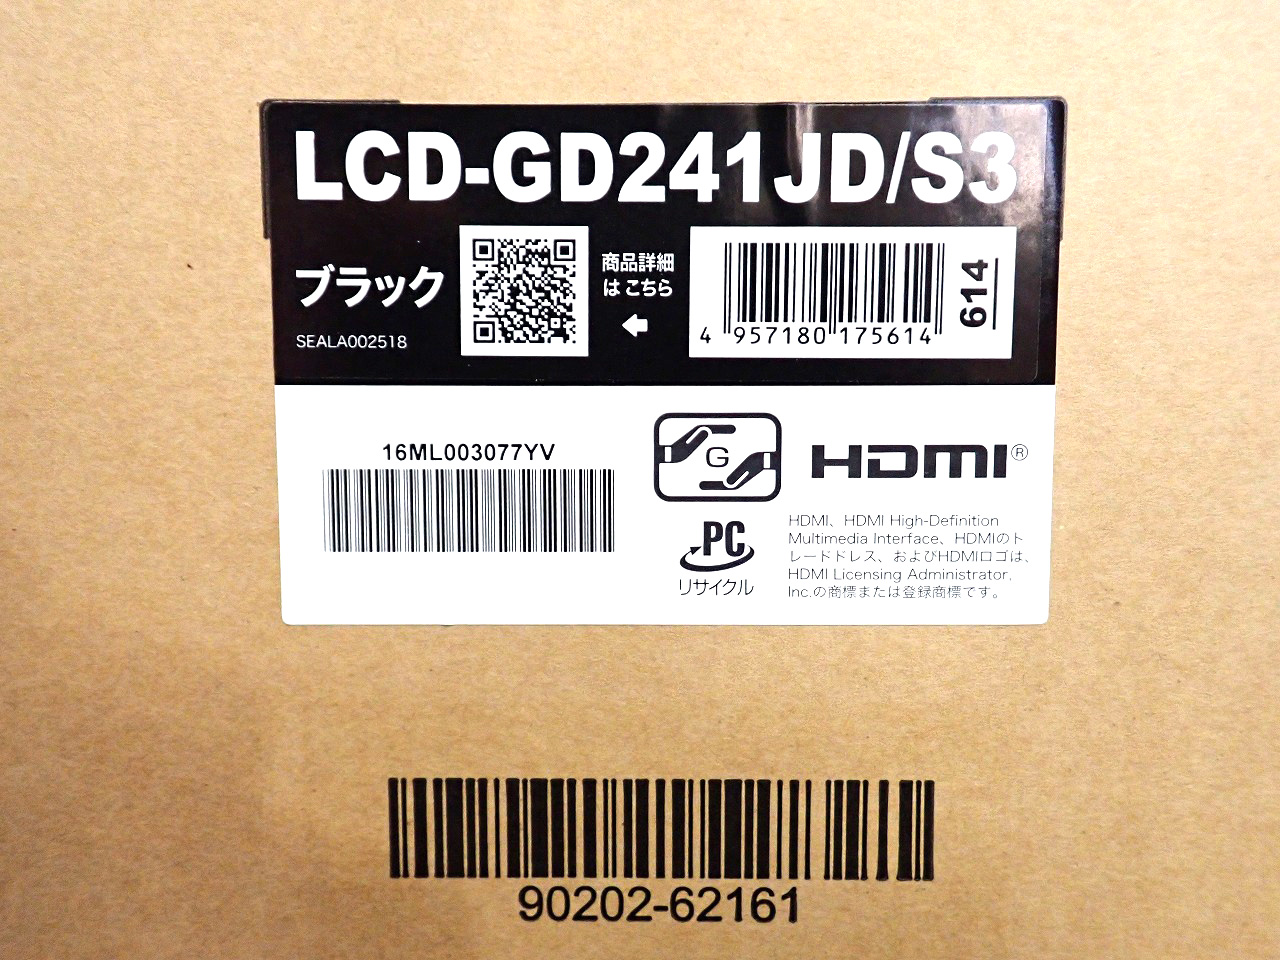 LCD-GD241JD/S3
ブラック
SEALA002518
商品詳細
は こちら
4 957180 175614
614
16ML003077YV
G
HDMI®
PC
リサイクル
HDMI、HDMI High-Definition
Multimedia Interface、HDMIのト
レードドレス、およびHDMIロゴは、
HDMI Licensing Administrator,
Inc.の商標または登録商標です。
90202-62161